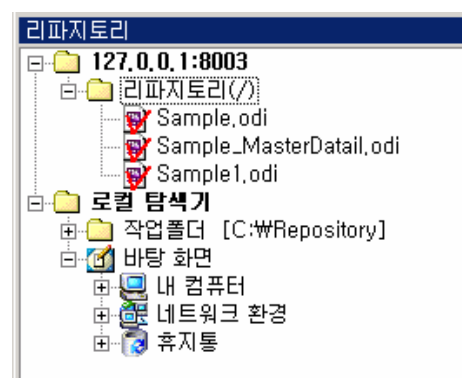 리파지토리
127.0.0.1:8003
리파지토리(/)
Sample.odi
Sample_MasterDatail.odi
Sample1.odi
로컬 탐색기
작업폴더 [C:₩Repository]
바탕 화면
내 컴퓨터
네트워크 환경
휴지통